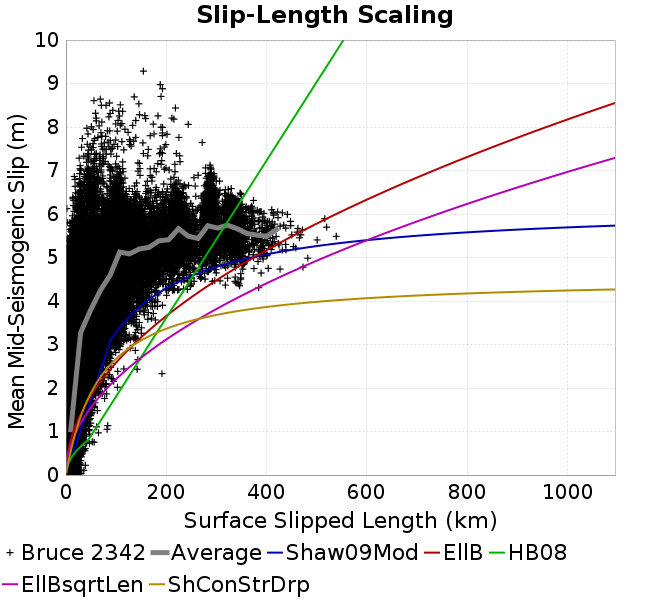 Slip-Length Scaling
Mean Mid-Seismogenic Slip (m)
10
9
8
7
6
5
4
3
2
1
0
0 200 400 600 800 1000
Surface Slipped Length (km)
Bruce 2342 Average Shaw09Mod EllB HB08
EllBsqrtLen ShConStrDrp